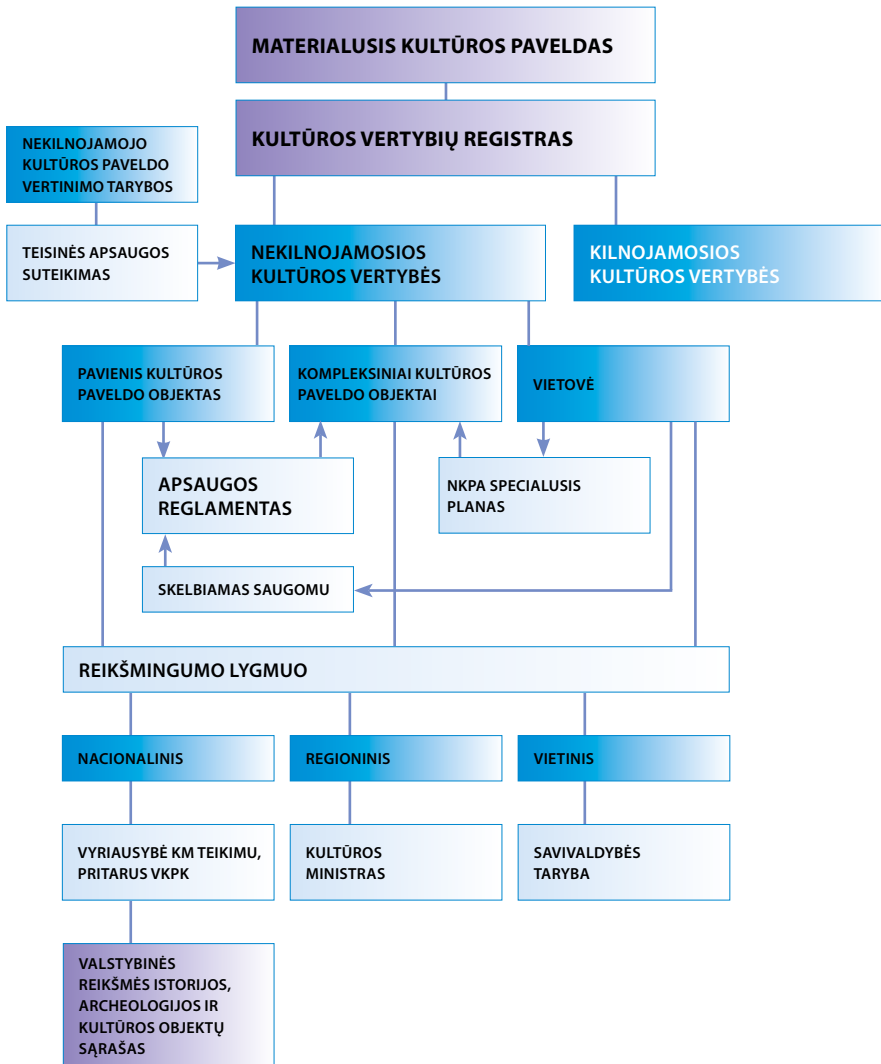 MATERIALUSIS KULTŪROS PAVELDAS
KULTŪROS VERTYBIŲ REGISTRAS
NEKILNOJAMOJO
KULTŪROS PAVELDO
VERTINIMO TARYBOS
TEISINĖS APSAUGOS
SUTEIKIMAS
NEKILNOJAMOSIOS
KULTŪROS VERTYBĖS
KILNOJAMOSIOS
KULTŪROS VERTYBĖS
PAVIENIS KULTŪROS
PAVELDO OBJEKTAS
KOMPLEKSINIAI KULTŪROS
PAVELDO OBJEKTAI
VIETOVĖ
APSAUGOS
REGLAMENTAS
NKPA SPECIALUSIS
PLANAS
SKELBIAMAS SAUGOMU
REIKŠMINGUMO LYGMUO
NACIONALINIS
REGIONINIS
VIETINIS
VYRIAUSYBĖ KM TEIKIMU,
PRITARUS VKPK
KULTŪROS
MINISTRAS
SAVIVALDYBĖS
TARYBA
VALSTYBINĖS
REIKŠMĖS ISTORIJOS,
ARCHEOLOGIJOS IR
KULTŪROS OBJEKTŲ
SĄRAŠAS